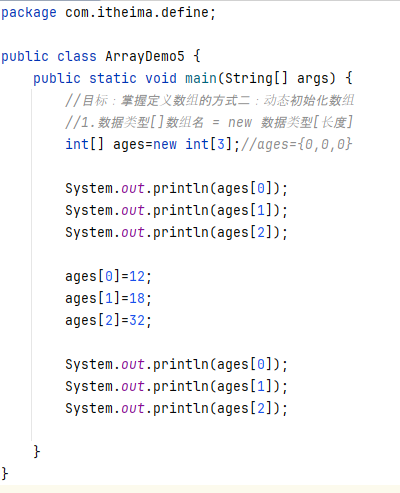 package com.itheima.define;
public class ArrayDemo5 {
public static void main(String[] args) {
//目标：掌握定义数组的方式二：动态初始化数组
//1.数据类型[]数组名 = new 数据类型[长度]
int[] ages=new int[3];//ages={0,0,0}
System.out.println(ages[0]);
System.out.println(ages[1]);
System.out.println(ages[2]);
ages[0]=12;
ages[1]=18;
ages[2]=32;
System.out.println(ages[0]);
System.out.println(ages[1]);
System.out.println(ages[2]);
}
}